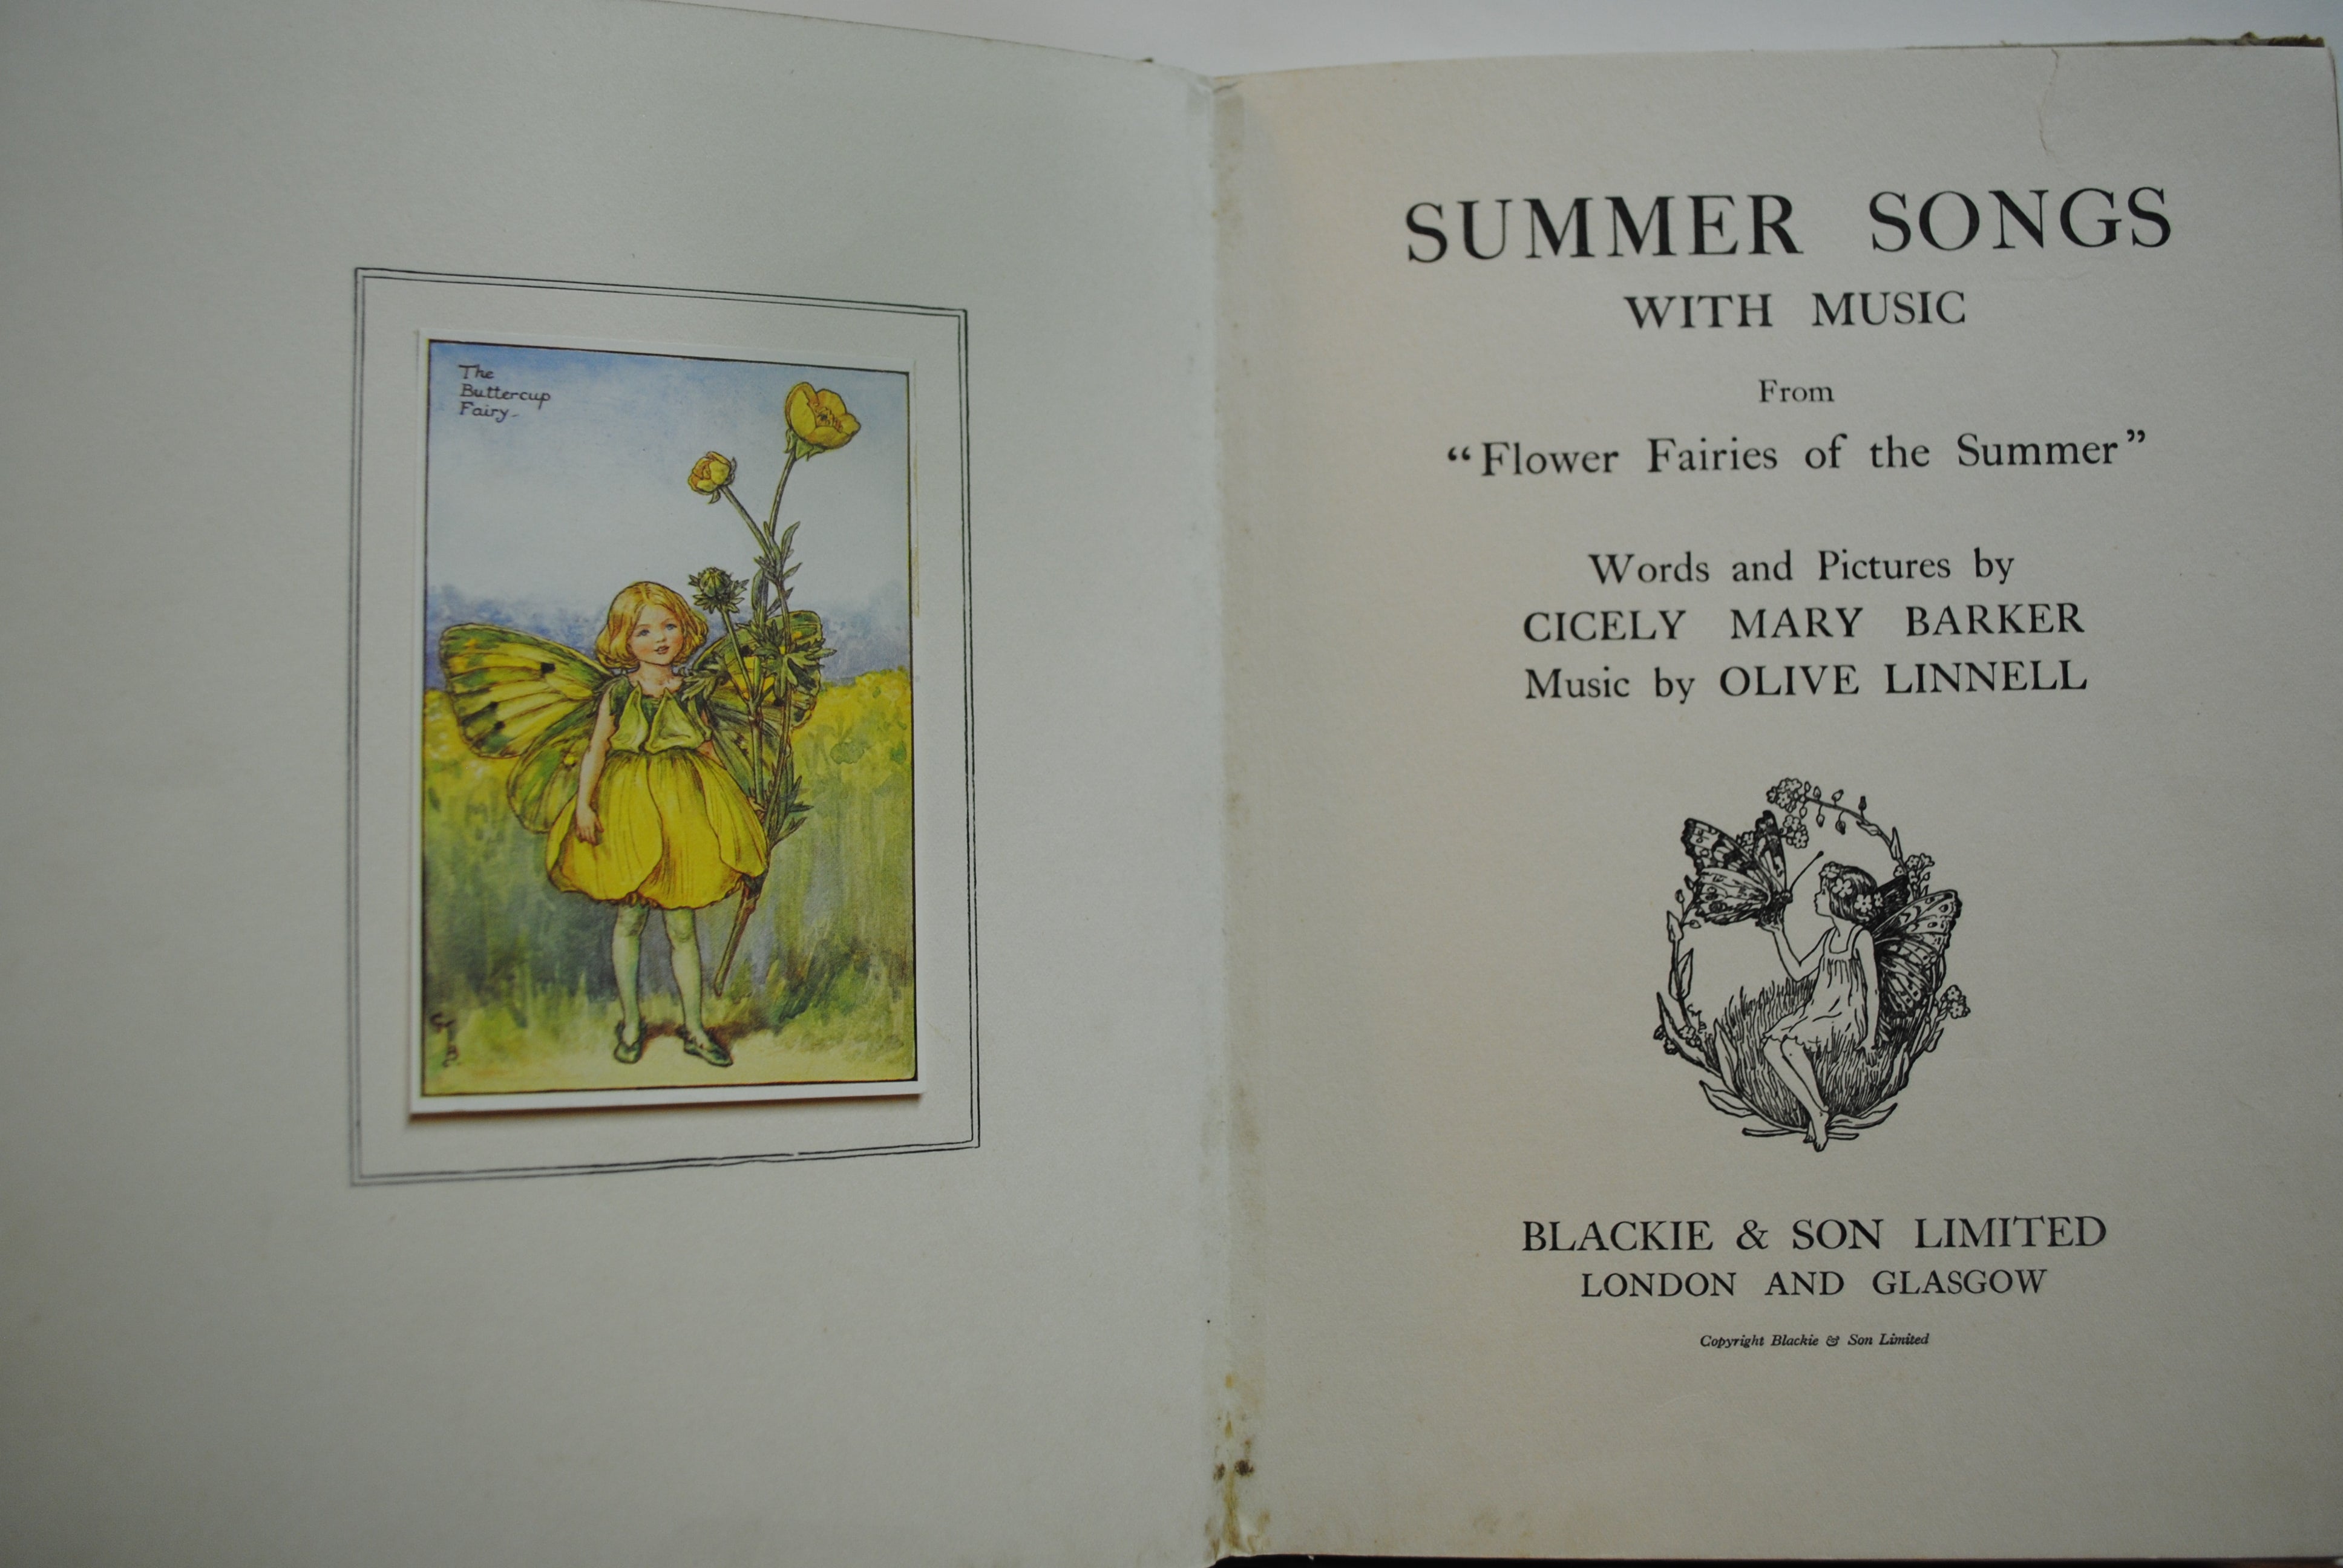 The
Buttercup
Fairy.
CMB
SUMMER SONGS
WITH MUSIC
From
“Flower Fairies of the Summer”
Words and Pictures by
CICELY MARY BARKER
Music by OLIVE LINNELL
BLACKIE & SON LIMITED
LONDON AND GLASGOW
Copyright Blackie & Son Limited